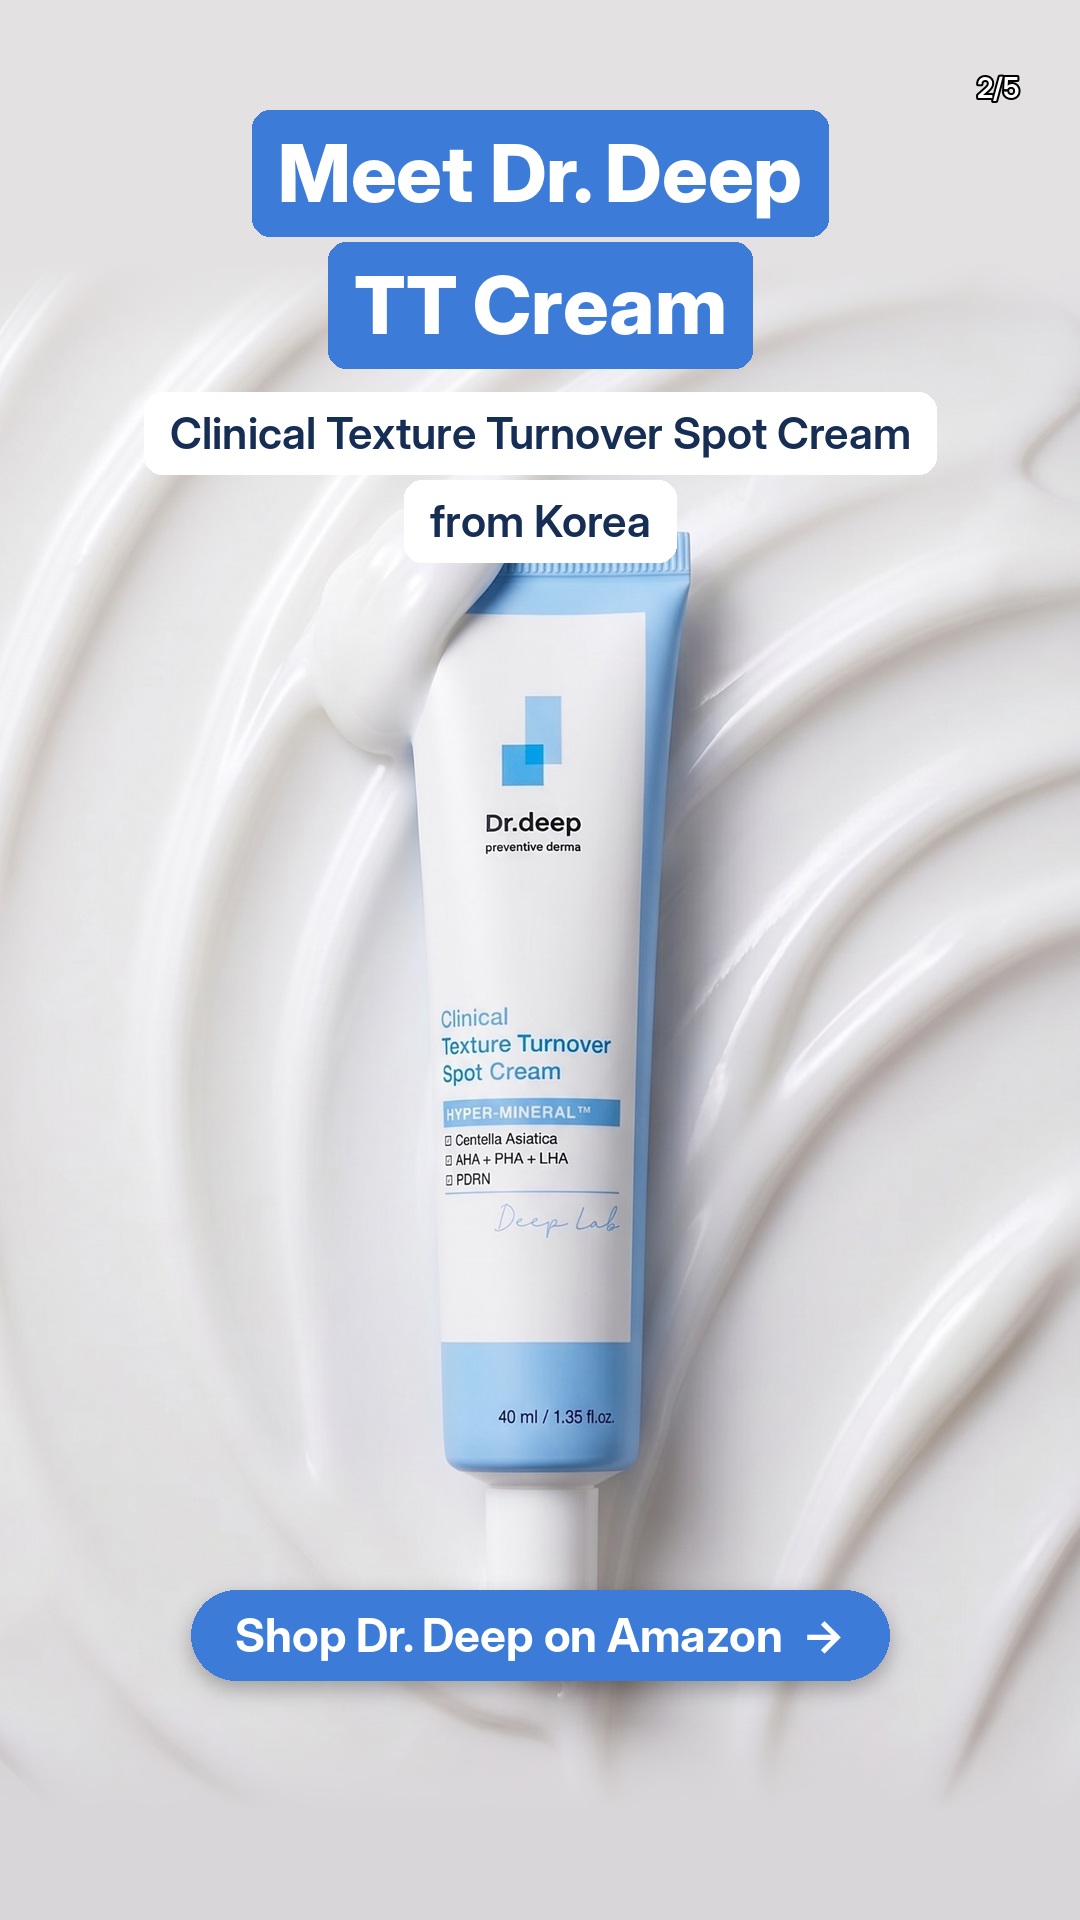 2/5
Meet Dr. Deep
TT Cream
Clinical Texture Turnover Spot Cream
from Korea
Dr.deep
preventive derma
Clinical
Texture Turnover
Spot Cream
HYPER-MINERAL™
☑ Centella Asiatica
☑ AHA + PHA + LHA
☑ PDRN
Deep Lab
40 ml / 1.35 fl.oz.
Shop Dr. Deep on Amazon →